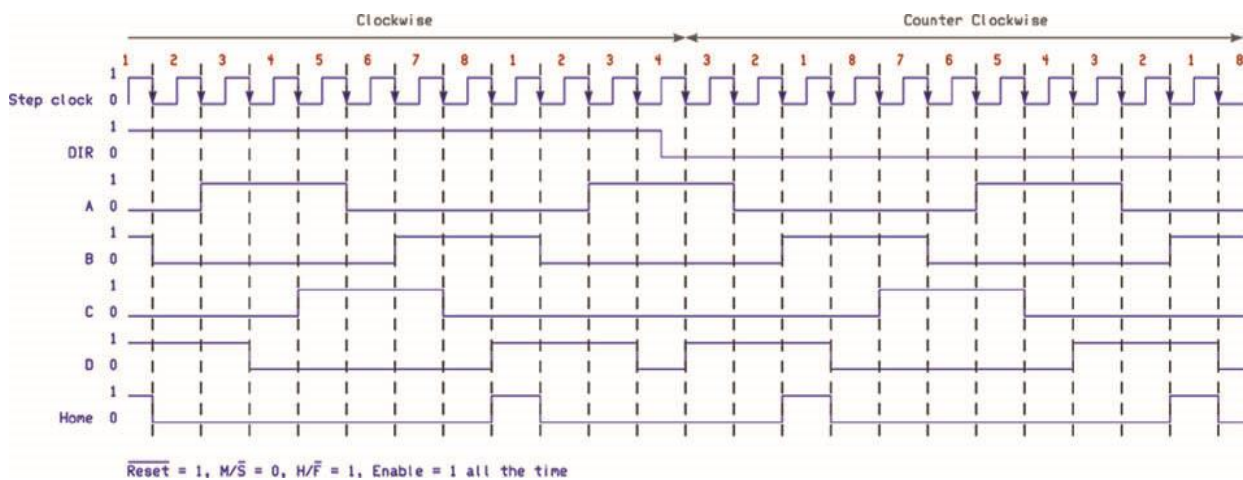 Clockwise Counter Clockwise
1 2 3 4 5 6 7 8 1 2 3 4 3 2 1 8 7 6 5 4 3 2 1 8
1
Step clock 0
1
DIR 0
1
A 0
1
B 0
1
C 0
1
D 0
1
Home 0
R̅e̅s̅e̅t̅ = 1, M/S̅ = 0, H/F̅ = 1, Enable = 1 all the time